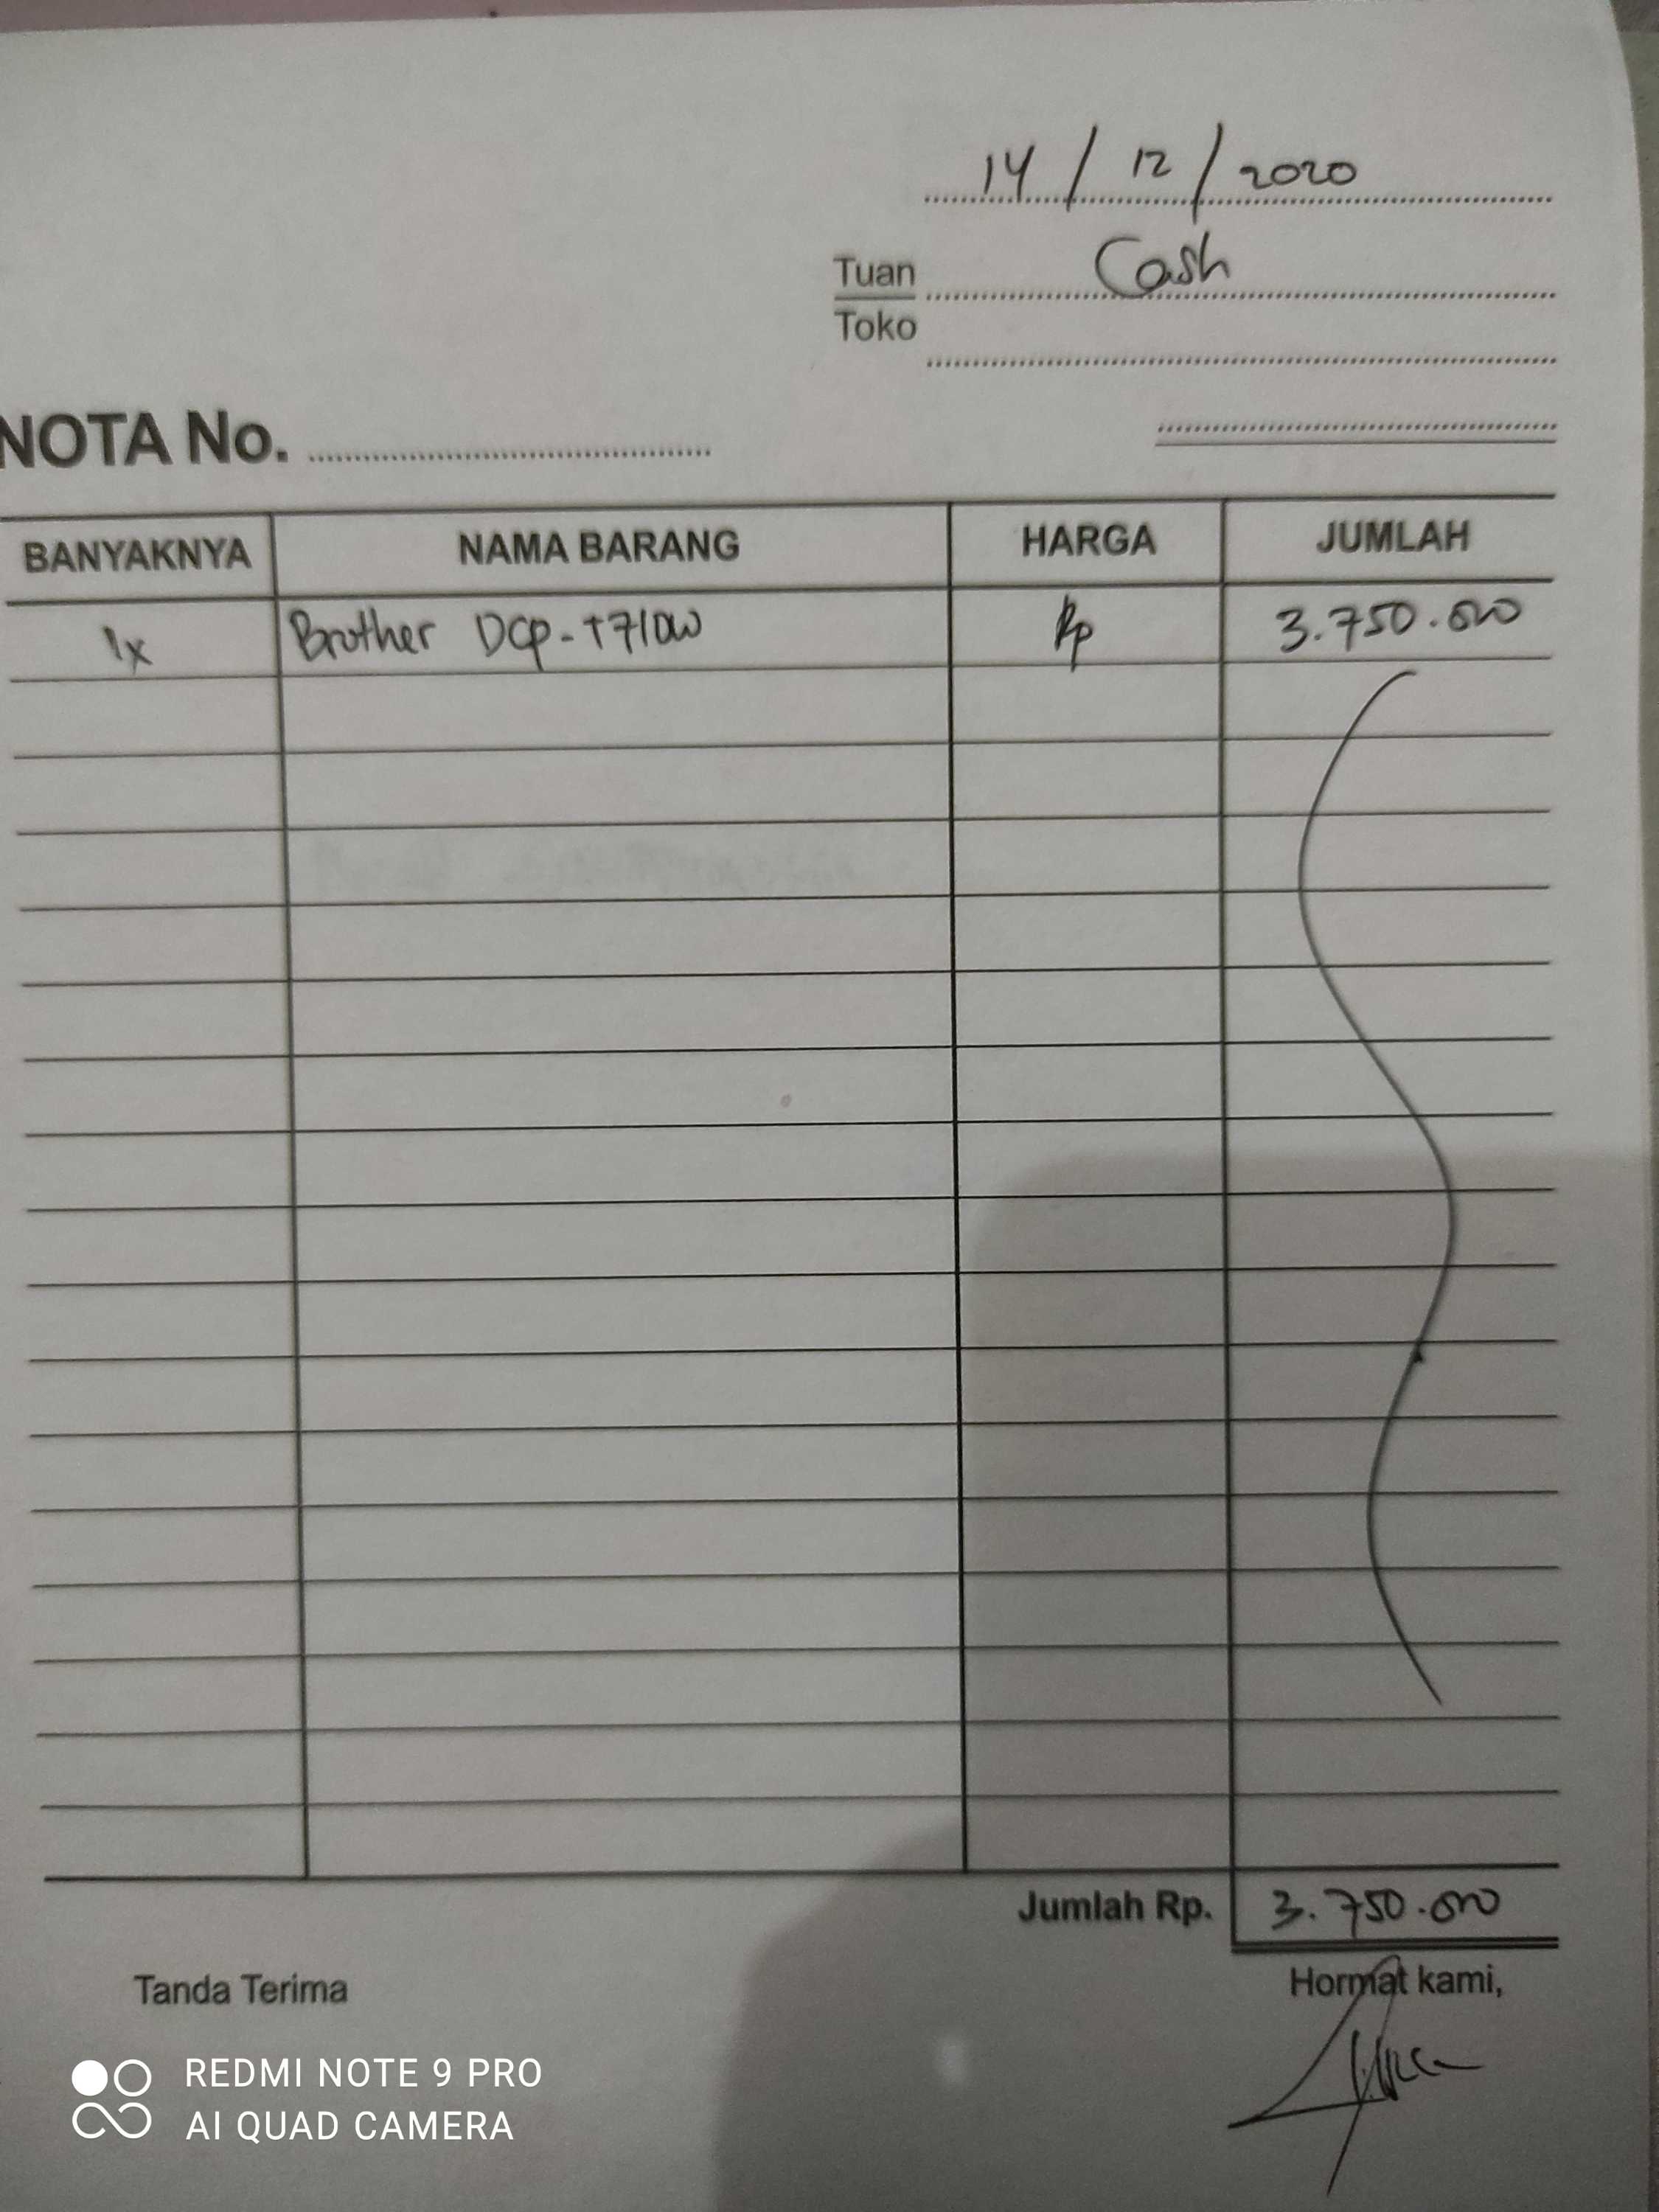 14 / 12 / 2020
Tuan Cash
Toko
NOTA No.
BANYAKNYA NAMA BARANG HARGA JUMLAH
1x Brother DCP-T710W Rp 3.750.000
Jumlah Rp. 3.750.000
Tanda Terima Hormat kami,
REDMI NOTE 9 PRO
AI QUAD CAMERA